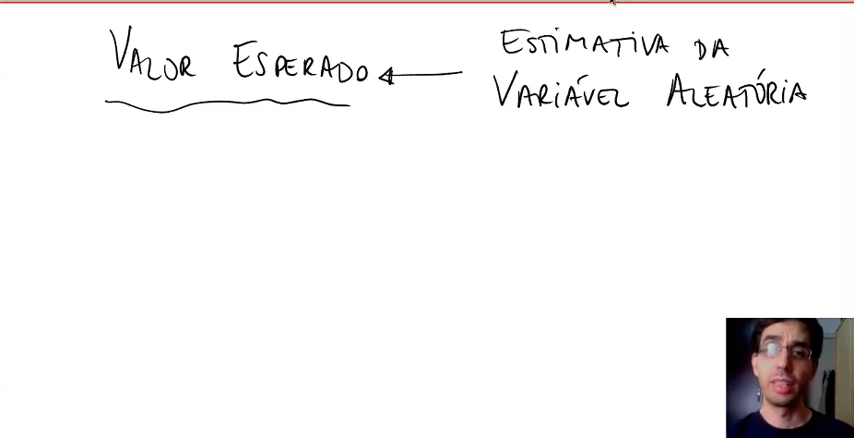 VALOR ESPERADO
ESTIMATIVA DA
VARIÁVEL ALEATÓRIA